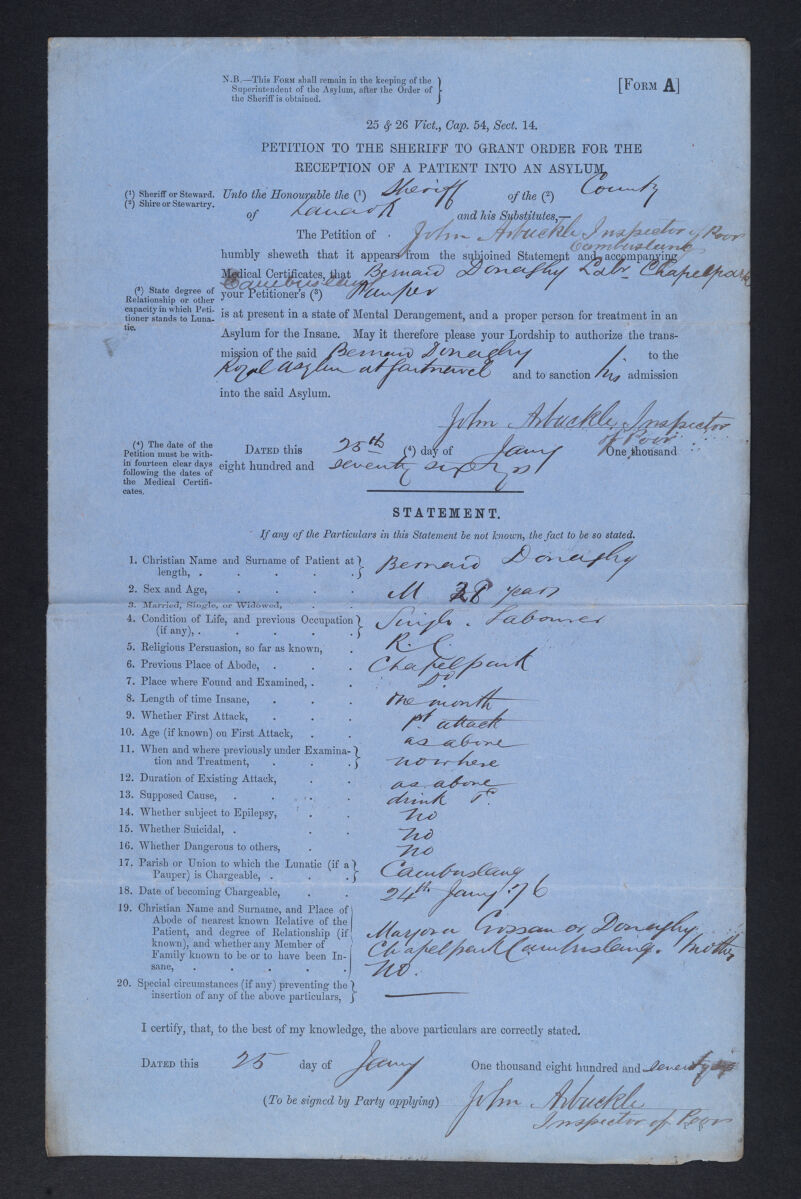 N.B.—This Form shall remain in the keeping of the
Superintendent of the Asylum, after the Order of
the Sheriff is obtained.
[Form A]
25 & 26 Vict., Cap. 54, Sect. 14.
PETITION TO THE SHERIFF TO GRANT ORDER FOR THE
RECEPTION OF A PATIENT INTO AN ASYLUM.
(¹) Sheriff or Steward.
(²) Shire or Stewartry.
Unto the Honourable the (¹) Sheriff of the (²) County
of Lanark and his Substitutes,—
The Petition of John Arbuckle Inspector of Poor
Cambuslang
humbly sheweth that it appears from the subjoined Statement and accompanying
Medical Certificates, that Bernard Donaghy Labr Chapelpark
Cambuslang
(³) State degree of
Relationship or other
capacity in which Peti-
tioner stands to Luna-
tic.
your Petitioner's (³) Pauper
is at present in a state of Mental Derangement, and a proper person for treatment in an
Asylum for the Insane. May it therefore please your Lordship to authorize the trans-
mission of the said Bernard Donaghy to the
Royal Asylum at Gartnavel and to sanction his admission
into the said Asylum.
John Arbuckle, Inspector
of Poor
(⁴) The date of the
Petition must be with-
in fourteen clear days
following the dates of
the Medical Certifi-
cates.
Dated this 25th (⁴) day of Jany One thousand
eight hundred and seventy six yrs
STATEMENT.
If any of the Particulars in this Statement be not known, the fact to be so stated.
1. Christian Name and Surname of Patient at
length, . . . . . Bernard Donaghy
2. Sex and Age, . . . . M 28 years
3. Married, Single, or Widowed, . .
4. Condition of Life, and previous Occupation
(if any), . . . . . Single. Labourer
5. Religious Persuasion, so far as known, . R.C.
6. Previous Place of Abode, . . . Chapelpark
7. Place where Found and Examined, . . Do
8. Length of time Insane, . . . One month
9. Whether First Attack, . . . 1st attack
10. Age (if known) on First Attack, . . as above
11. When and where previously under Examina-
tion and Treatment, . . . nowhere
12. Duration of Existing Attack, . . as above
13. Supposed Cause, . . . . drink
14. Whether subject to Epilepsy, . . No
15. Whether Suicidal, . . . . No
16. Whether Dangerous to others, . . No
17. Parish or Union to which the Lunatic (if a
Pauper) is Chargeable, . . . Cambuslang
18. Date of becoming Chargeable, . . 24th Jany. 76
19. Christian Name and Surname, and Place of
Abode of nearest known Relative of the
Patient, and degree of Relationship (if
known), and whether any Member of
Family known to be or to have been In-
sane, . . . . . .
Crossan or Donaghy
Chapelpark Cambuslang. Mother
No.
20. Special circumstances (if any) preventing the
insertion of any of the above particulars,
I certify, that, to the best of my knowledge, the above particulars are correctly stated.
Dated this 25 day of Jany One thousand eight hundred and seventy six
(To be signed by Party applying) John Arbuckle
Inspector of Poor